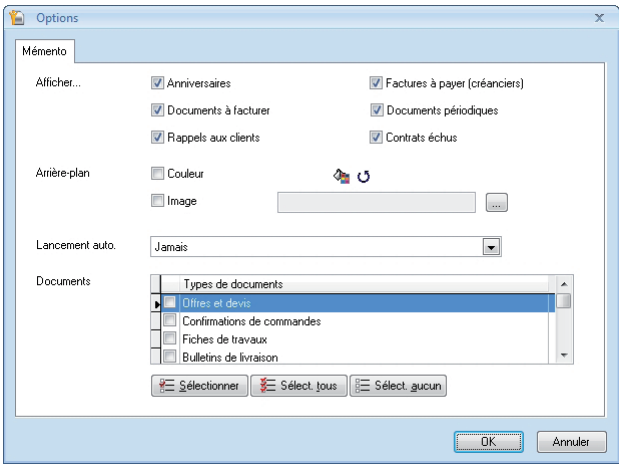 Options
Mémento
Afficher...
Anniversaires
Factures à payer (créanciers)
Documents à facturer
Documents périodiques
Rappels aux clients
Contrats échus
Arrière-plan
Couleur
Image
...
Lancement auto.
Jamais
Documents
Types de documents
Offres et devis
Confirmations de commandes
Fiches de travaux
Bulletins de livraison
Sélectionner
Sélect. tous
Sélect. aucun
OK
Annuler